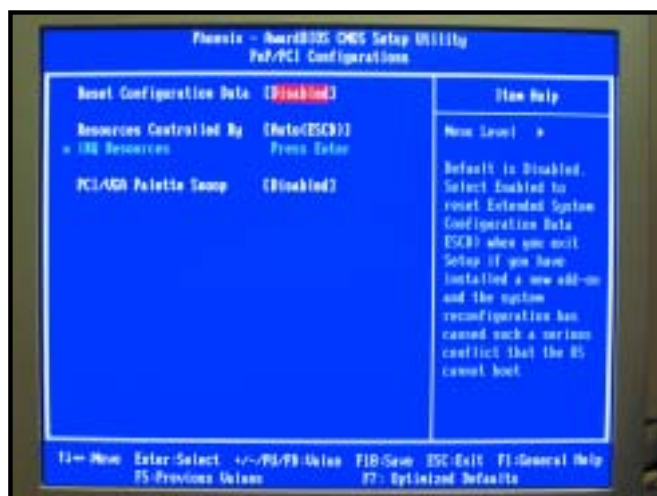 Phoenix - AwardBIOS CMOS Setup Utility
PnP/PCI Configurations
Reset Configuration Data [Disabled]
Resources Controlled By [Auto(ESCD)]
x IRQ Resources Press Enter
PCI/VGA Palette Snoop [Disabled]
Item Help
Menu Level ▸
Default is Disabled.
Select Enabled to
reset Extended System
Configuration Data
ESCD) when you exit
Setup if you have
installed a new add-on
and the system
reconfiguration has
caused such a serious
conflict that the OS
cannot boot
↑↓←→ Move Enter:Select +/-/PU/PD:Value F10:Save ESC:Exit F1:General Help
F5:Previous Values F7: Optimized Defaults